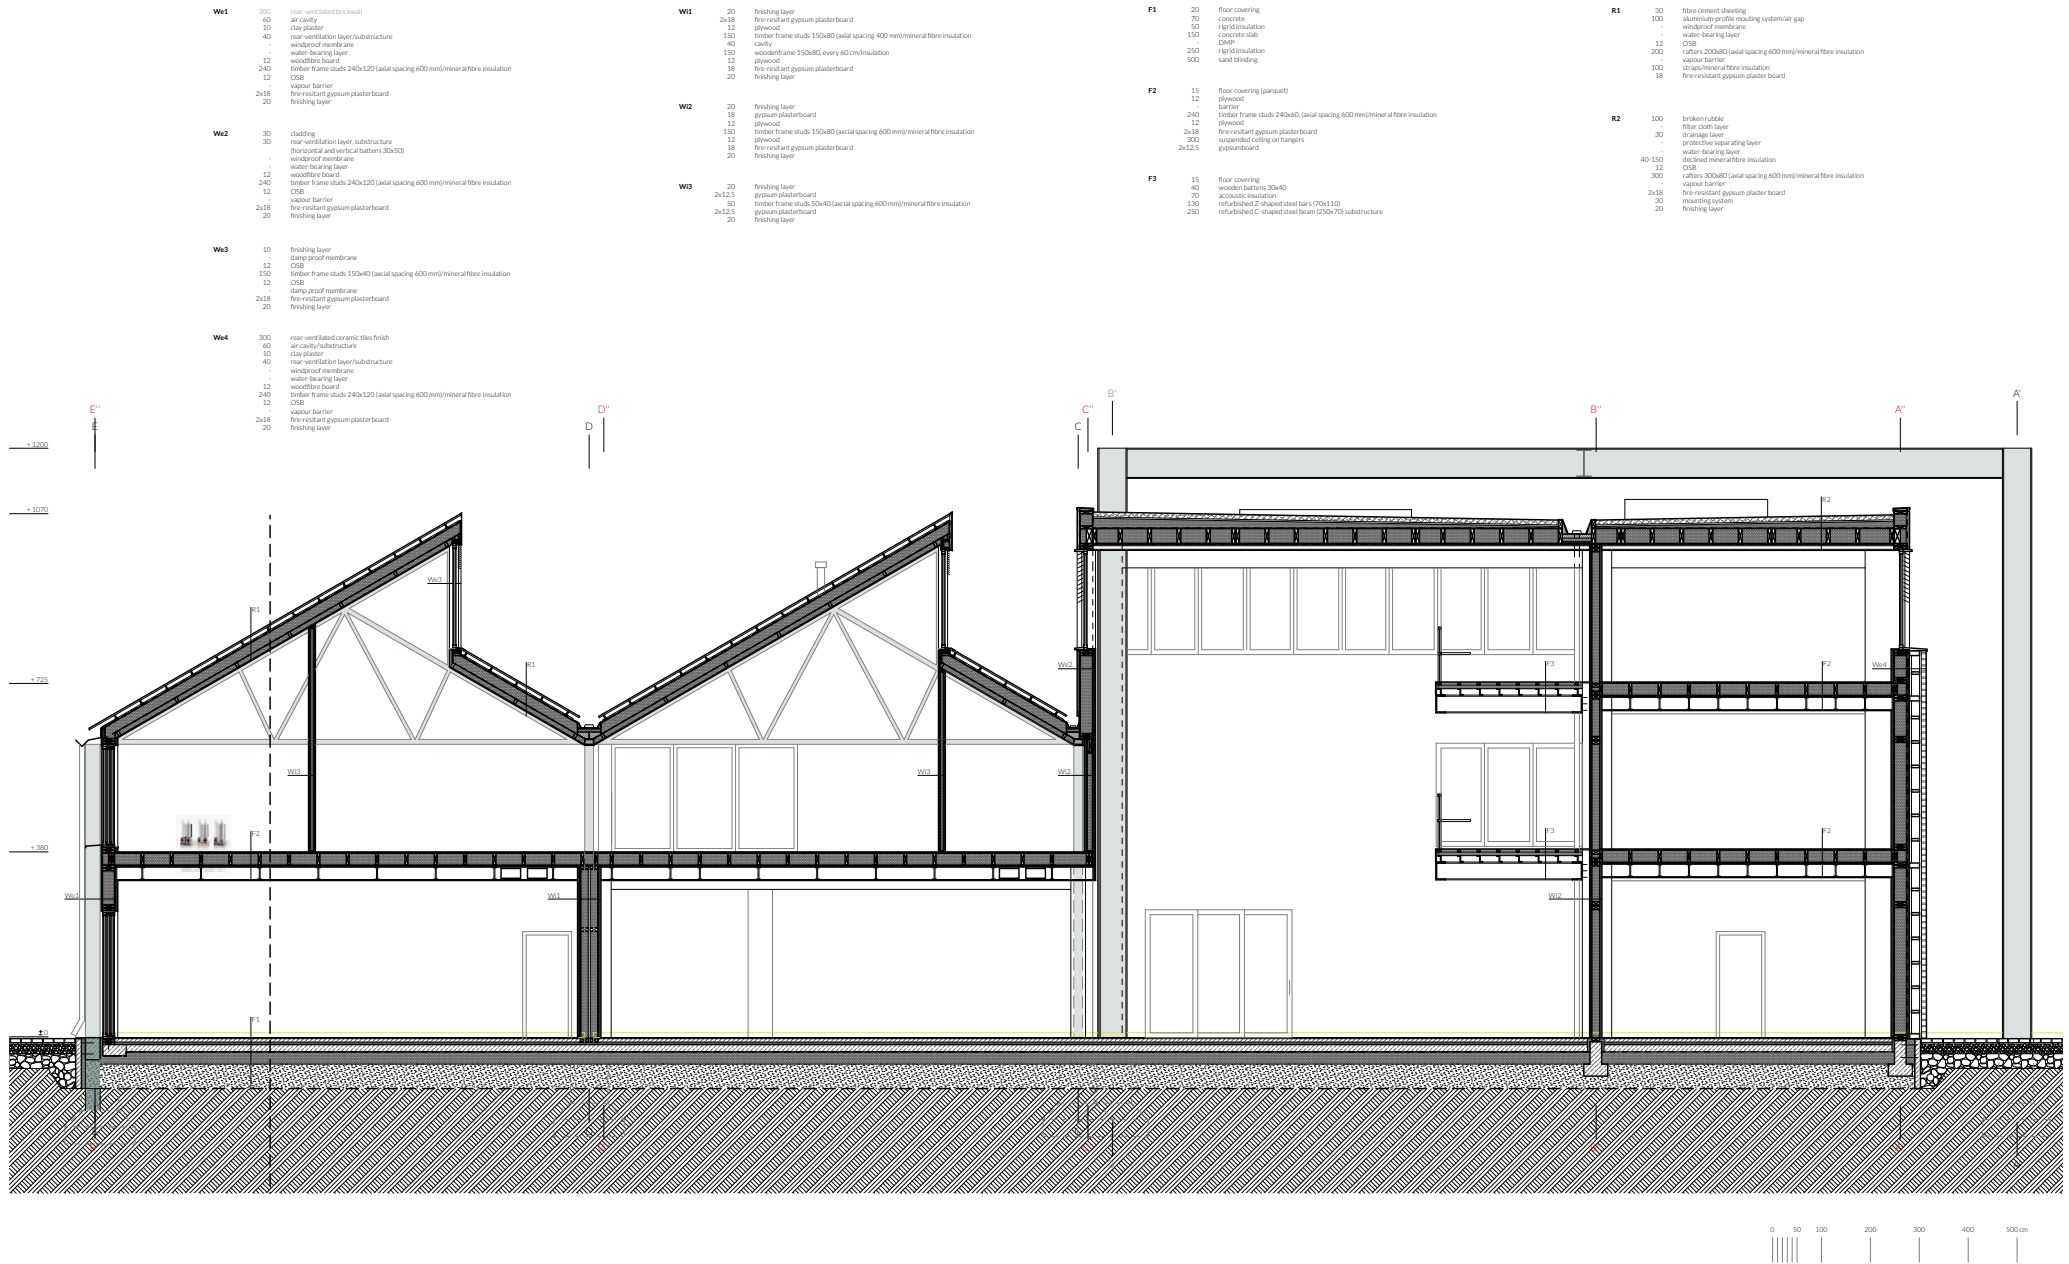 We1 300 rear-ventilated brickwall
60 air cavity
10 clay plaster
40 rear-ventilation layer/substructure
- windproof membrane
- water-bearing layer
12 woodfibre board
240 timber frame studs 240x120 (axial spacing 600 mm)/mineral fibre insulation
12 OSB
- vapour barrier
2x18 fire-resitant gypsum plasterboard
20 finishing layer
We2 30 cladding
30 rear-ventilation layer, substructure
(horizontal and vertical battens 30x50)
- windproof membrane
- water-bearing layer
12 woodfibre board
240 timber frame studs 240x120 (axial spacing 600 mm)/mineral fibre insulation
12 OSB
- vapour barrier
2x18 fire-resitant gypsum plasterboard
20 finishing layer
We3 10 finishing layer
- damp proof membrane
12 OSB
150 timber frame studs 150x40 (axcial spacing 600 mm)/mineral fibre insulation
12 OSB
- damp proof membrane
2x18 fire-resitant gypsum plasterboard
20 finishing layer
We4 300 rear-ventilated ceramic tiles finish
60 air cavity/substructure
10 clay plaster
40 rear-ventilation layer/substructure
- windproof membrane
- water-bearing layer
12 woodfibre board
240 timber frame studs 240x120 (axial spacing 600 mm)/mineral fibre insulation
12 OSB
- vapour barrier
2x18 fire-resitant gypsum plasterboard
20 finishing layer
Wi1 20 finishing layer
2x18 fire-resitant gypsum plasterboard
12 plywood
150 timber frame studs 150x80 (axial spacing 400 mm)/mineral fibre insulation
40 cavity
150 woodenframe 150x80, every 60 cm/insulation
12 plywood
18 fire-resitant gypsum plasterboard
20 finishing layer
Wi2 20 finishing layer
18 gypsum plasterboard
12 plywood
150 timber frame studs 150x80 (axcial spacing 600 mm)/mineral fibre insulation
12 plywood
18 fire-resitant gypsum plasterboard
20 finishing layer
Wi3 20 finishing layer
2x12.5 gypsum plasterboard
50 timber frame studs 50x40 (axcial spacing 600 mm)/mineral fibre insulation
2x12.5 gypsum plasterboard
20 finishing layer
F1 20 floor covering
70 concrete
50 rigrid insulation
150 concrete slab
- DMP
250 rigrid insulation
500 sand blinding
F2 15 floor covering (parquet)
12 plywood
- barrier
240 timber frame studs 240x60, (axial spacing 600 mm)/mineral fibre insulation
12 plywood
2x18 fire-resitant gypsum plasterboard
300 suspended ceiling on hangers
2x12.5 gypsumboard
F3 15 floor covering
40 wooden battens 30x40
70 accoustic insulation
130 refurbished Z-shaped steel bars (70x110)
250 refurbished C-shaped steel beam (250x70) substructure
R1 30 fibre cement sheeting
100 aluminium-profile mouting system/air gap
- windproof membrane
- water-bearing layer
12 OSB
200 rafters 200x80 (axial spacing 600 mm)/mineral fibre insulation
- vapour barrier
100 straps/mineral fibre insulation
18 fire-resistant gypsum plaster board
R2 100 broken rubble
- filter cloth layer
30 drainage layer
- protective separating layer
- water-bearing layer
40-150 declined mineral fibre insulation
12 OSB
300 rafters 300x80 (axial spacing 600 mm)/mineral fibre insulation
- vapour barrier
2x18 fire-resistant gypsum plaster board
30 mounting system
20 finishing layer
B' A'
E'' D'' C'' B'' A''
E D C
+ 1200
R2
+ 1070
We3
R1
R1 We2 F3 F2 We4
+ 725
Wi3 Wi3 Wi2
F2 F3 F2
+ 380
We1 Wi1 Wi2
F1
±0
0 50 100 200 300 400 500 cm